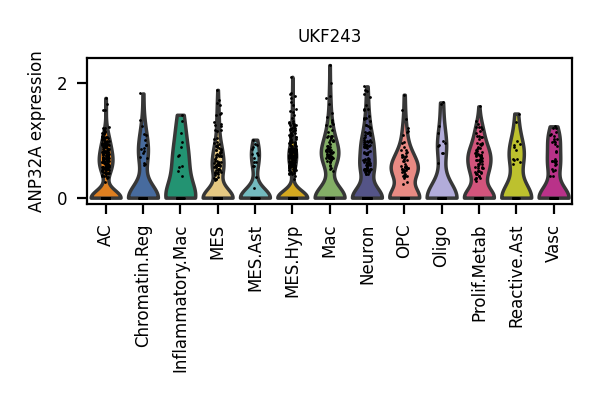 UKF243
ANP32A expression
2
0
AC
Chromatin.Reg
Inflammatory.Mac
MES
MES.Ast
MES.Hyp
Mac
Neuron
OPC
Oligo
Prolif.Metab
Reactive.Ast
Vasc